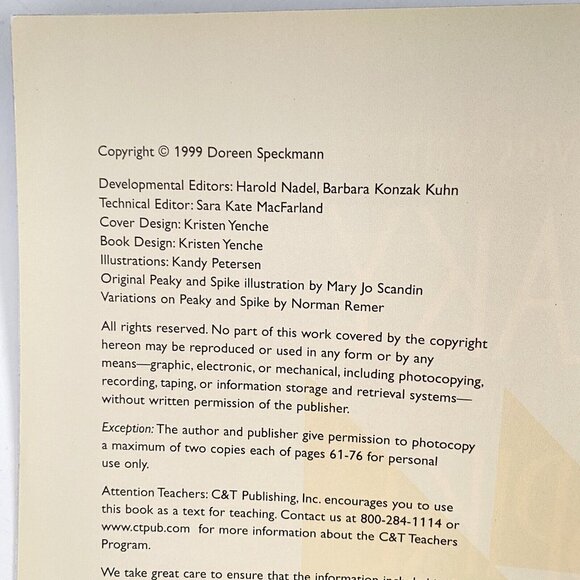 Copyright © 1999 Doreen Speckmann
Developmental Editors: Harold Nadel, Barbara Konzak Kuhn
Technical Editor: Sara Kate MacFarland
Cover Design: Kristen Yenche
Book Design: Kristen Yenche
Illustrations: Kandy Petersen
Original Peaky and Spike illustration by Mary Jo Scandin
Variations on Peaky and Spike by Norman Remer
All rights reserved. No part of this work covered by the copyright
hereon may be reproduced or used in any form or by any
means—graphic, electronic, or mechanical, including photocopying,
recording, taping, or information storage and retrieval systems—
without written permission of the publisher.
Exception: The author and publisher give permission to photocopy
a maximum of two copies each of pages 61-76 for personal
use only.
Attention Teachers: C&T Publishing, Inc. encourages you to use
this book as a text for teaching. Contact us at 800-284-1114 or
www.ctpub.com for more information about the C&T Teachers
Program.
We take great care to ensure that the information included